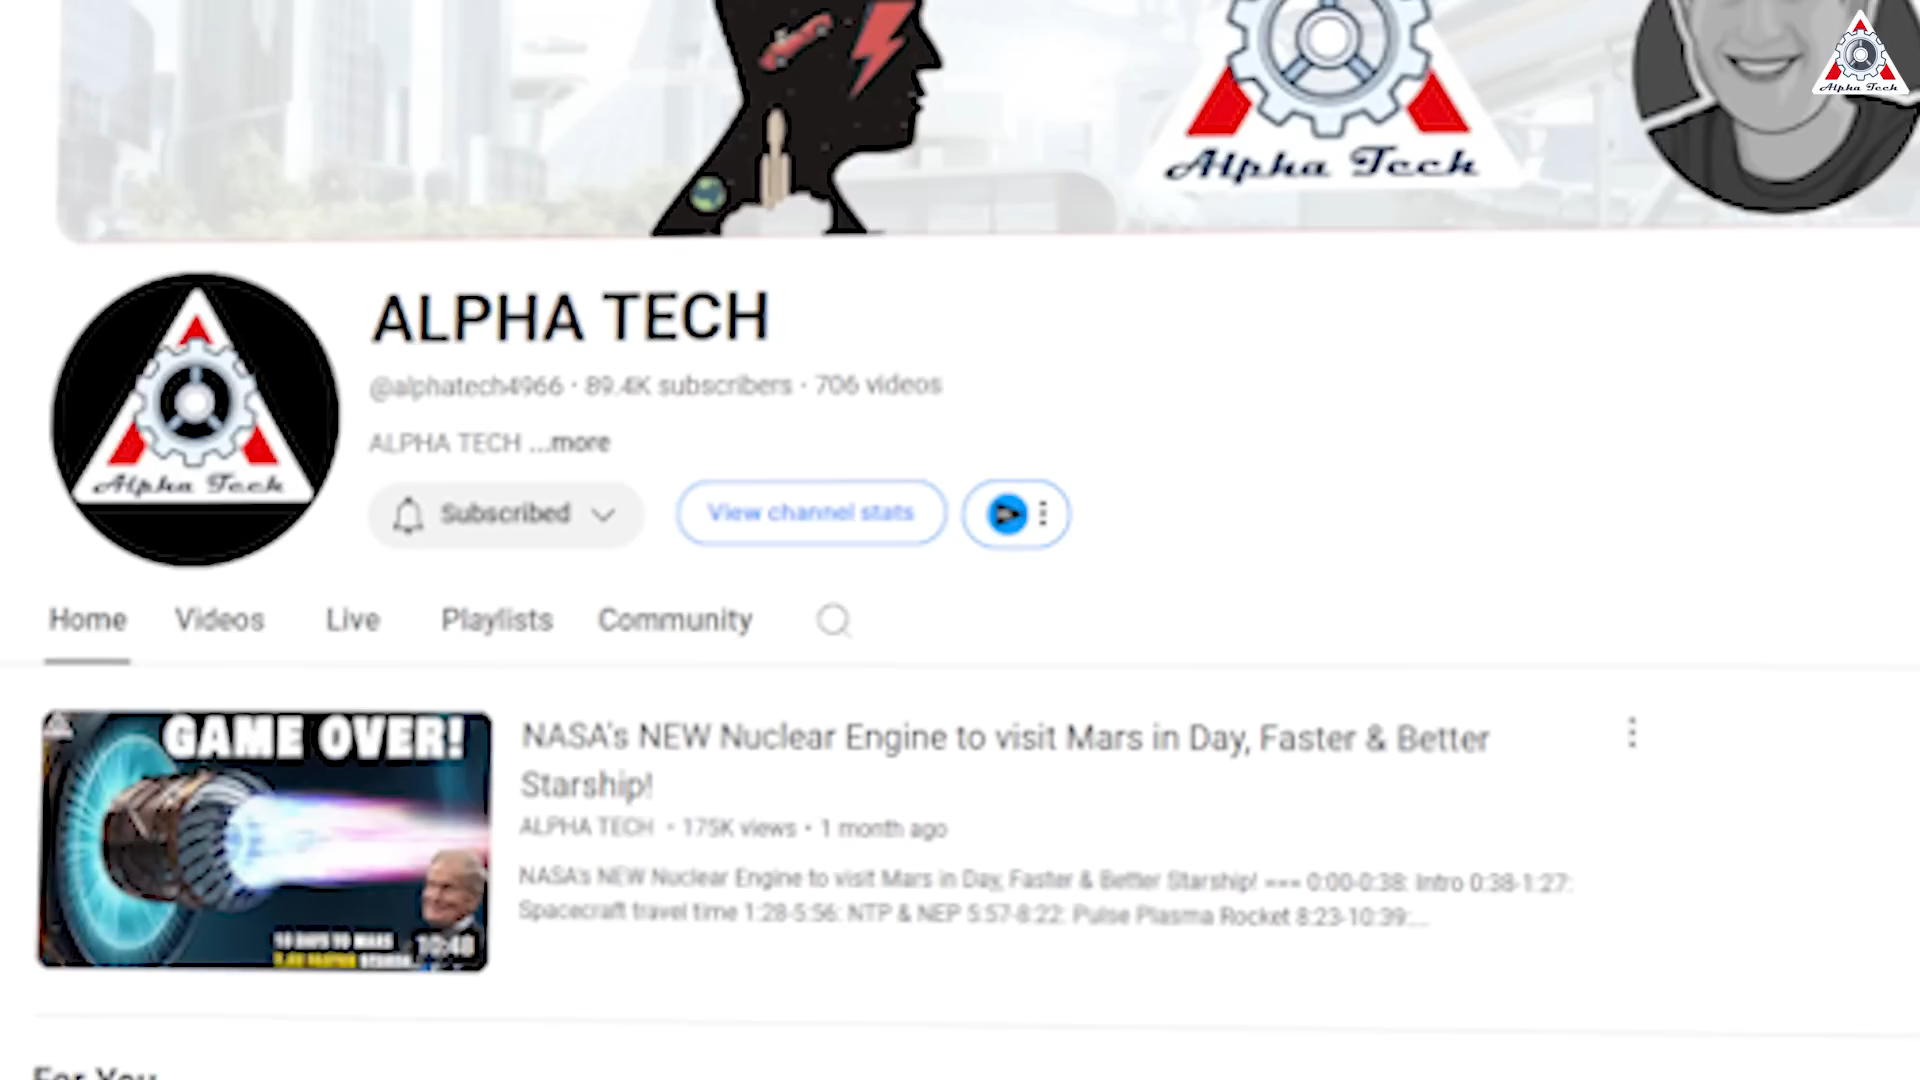 Alpha Tech
Alpha Tech
ALPHA TECH
@alphatech4966 · 89.4K subscribers · 706 videos
ALPHA TECH ...more
Alpha Tech
Subscribed
View channel stats
Home Videos Live Playlists Community
GAME OVER!
NASA's NEW Nuclear Engine to visit Mars in Day, Faster & Better
Starship!
ALPHA TECH · 175K views · 1 month ago
NASA's NEW Nuclear Engine to visit Mars in Day, Faster & Better Starship! === 0:00-0:38: Intro 0:38-1:27:
Spacecraft travel time 1:28-5:56: NTP & NEP 5:57-8:22: Pulse Plasma Rocket 8:23-10:39:...
DAYS TO MARS
10:48
For You